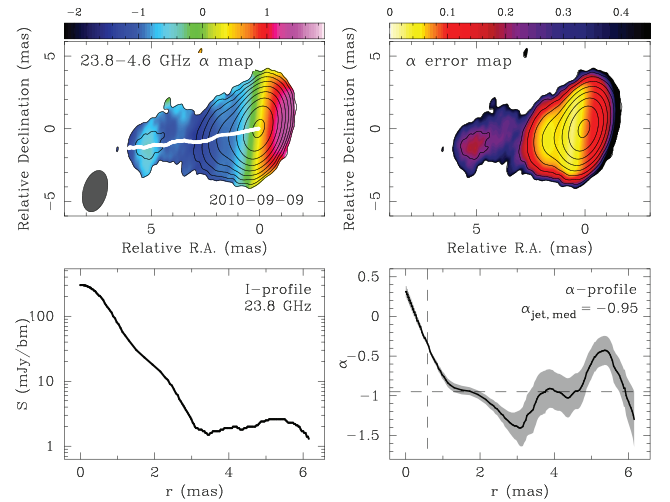 −2 −1 0 1
0 0.1 0.2 0.3 0.4
23.8−4.6 GHz α map
2010−09−09
Relative Declination (mas)
5 0 −5
Relative R.A. (mas)
5 0
α error map
Relative Declination (mas)
5 0 −5
Relative R.A. (mas)
5 0
I−profile
23.8 GHz
S (mJy/bm)
100
10
1
0 2 4 6
r (mas)
α−profile
αjet, med = −0.95
α
0.5
0
−0.5
−1.0
−1.5
0 2 4 6
r (mas)